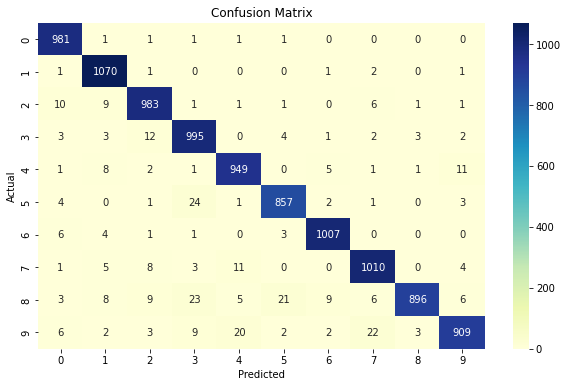 Confusion Matrix
Actual
0 981 1 1 1 1 1 0 0 0 0
1 1 1070 1 0 0 0 1 2 0 1
2 10 9 983 1 1 1 0 6 1 1
3 3 3 12 995 0 4 1 2 3 2
4 1 8 2 1 949 0 5 1 1 11
5 4 0 1 24 1 857 2 1 0 3
6 6 4 1 1 0 3 1007 0 0 0
7 1 5 8 3 11 0 0 1010 0 4
8 3 8 9 23 5 21 9 6 896 6
9 6 2 3 9 20 2 2 22 3 909
0 1 2 3 4 5 6 7 8 9
Predicted
1000
800
600
400
200
0